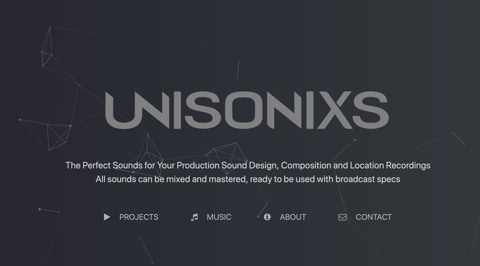 UNISONIXS
The Perfect Sounds for Your Production Sound Design, Composition and Location Recordings
All sounds can be mixed and mastered, ready to be used with broadcast specs
PROJECTS MUSIC ABOUT CONTACT